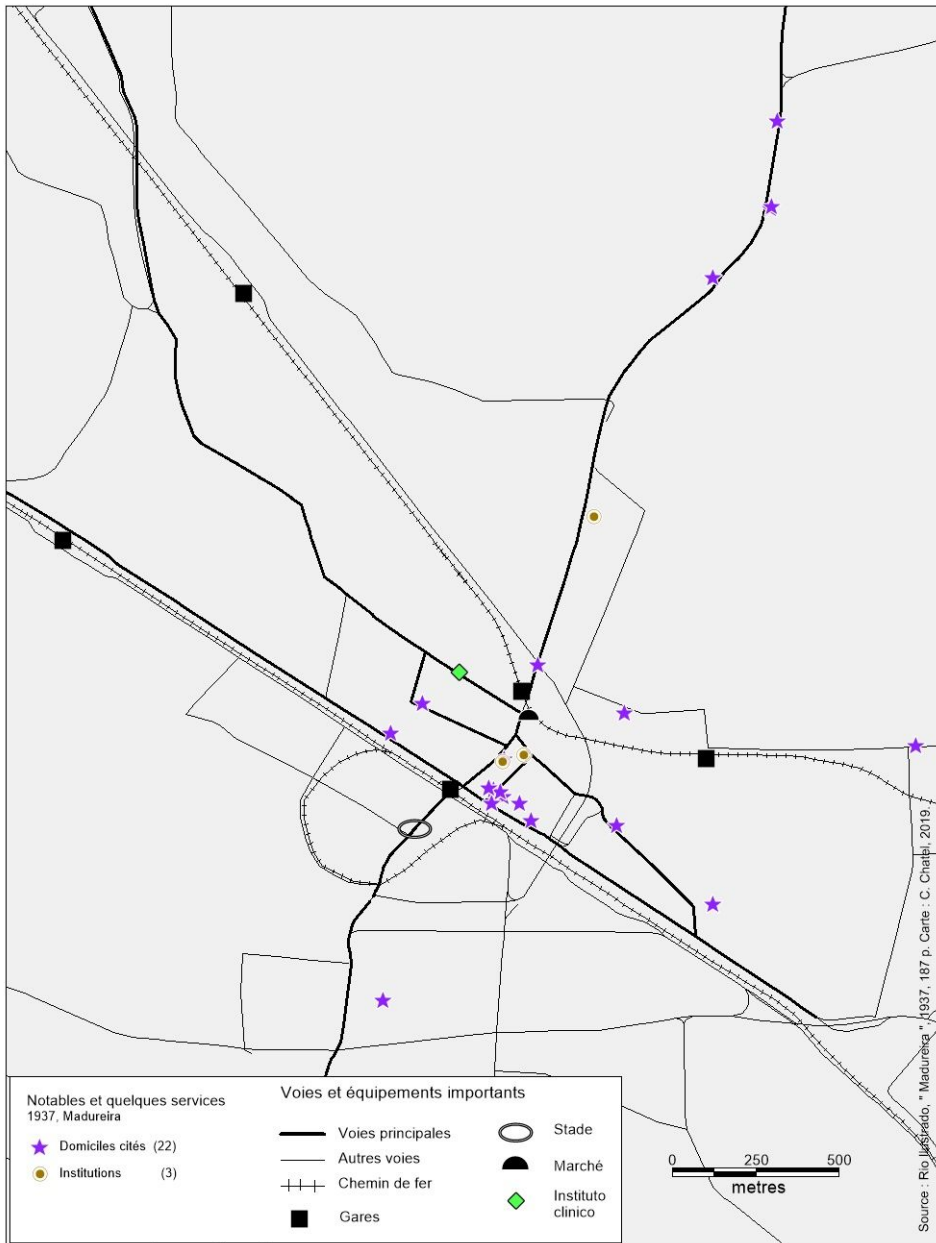 Notables et quelques services
1937, Madureira
Domiciles cités (22)
Institutions (3)
Voies et équipements importants
Voies principales
Autres voies
Chemin de fer
Gares
Stade
Marché
Instituto
clinico
0 250 500
metres
Source : Rio Ilustrado, " Madureira ", 1937, 187 p. Carte : C. Chatel, 2019.